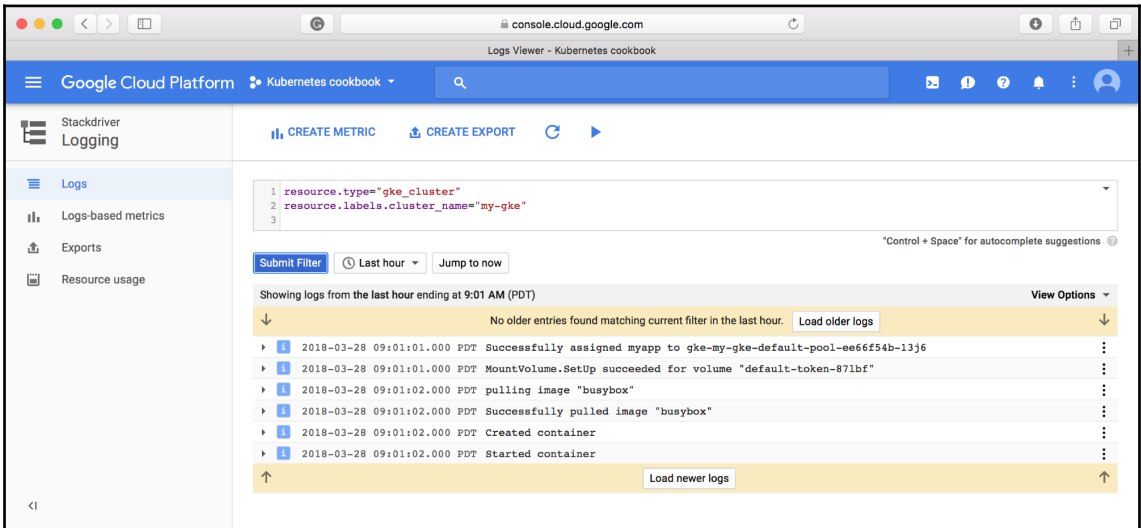 console.cloud.google.com
Logs Viewer - Kubernetes cookbook
Google Cloud Platform Kubernetes cookbook
Stackdriver
Logging
CREATE METRIC CREATE EXPORT
Logs
Logs-based metrics
Exports
Resource usage
1 resource.type="gke_cluster"
2 resource.labels.cluster_name="my-gke"
3
"Control + Space" for autocomplete suggestions
Submit Filter Last hour Jump to now
Showing logs from the last hour ending at 9:01 AM (PDT) View Options
No older entries found matching current filter in the last hour. Load older logs
2018-03-28 09:01:01.000 PDT Successfully assigned myapp to gke-my-gke-default-pool-ee66f54b-13j6
2018-03-28 09:01:01.000 PDT MountVolume.SetUp succeeded for volume "default-token-871bf"
2018-03-28 09:01:02.000 PDT pulling image "busybox"
2018-03-28 09:01:02.000 PDT Successfully pulled image "busybox"
2018-03-28 09:01:02.000 PDT Created container
2018-03-28 09:01:02.000 PDT Started container
Load newer logs